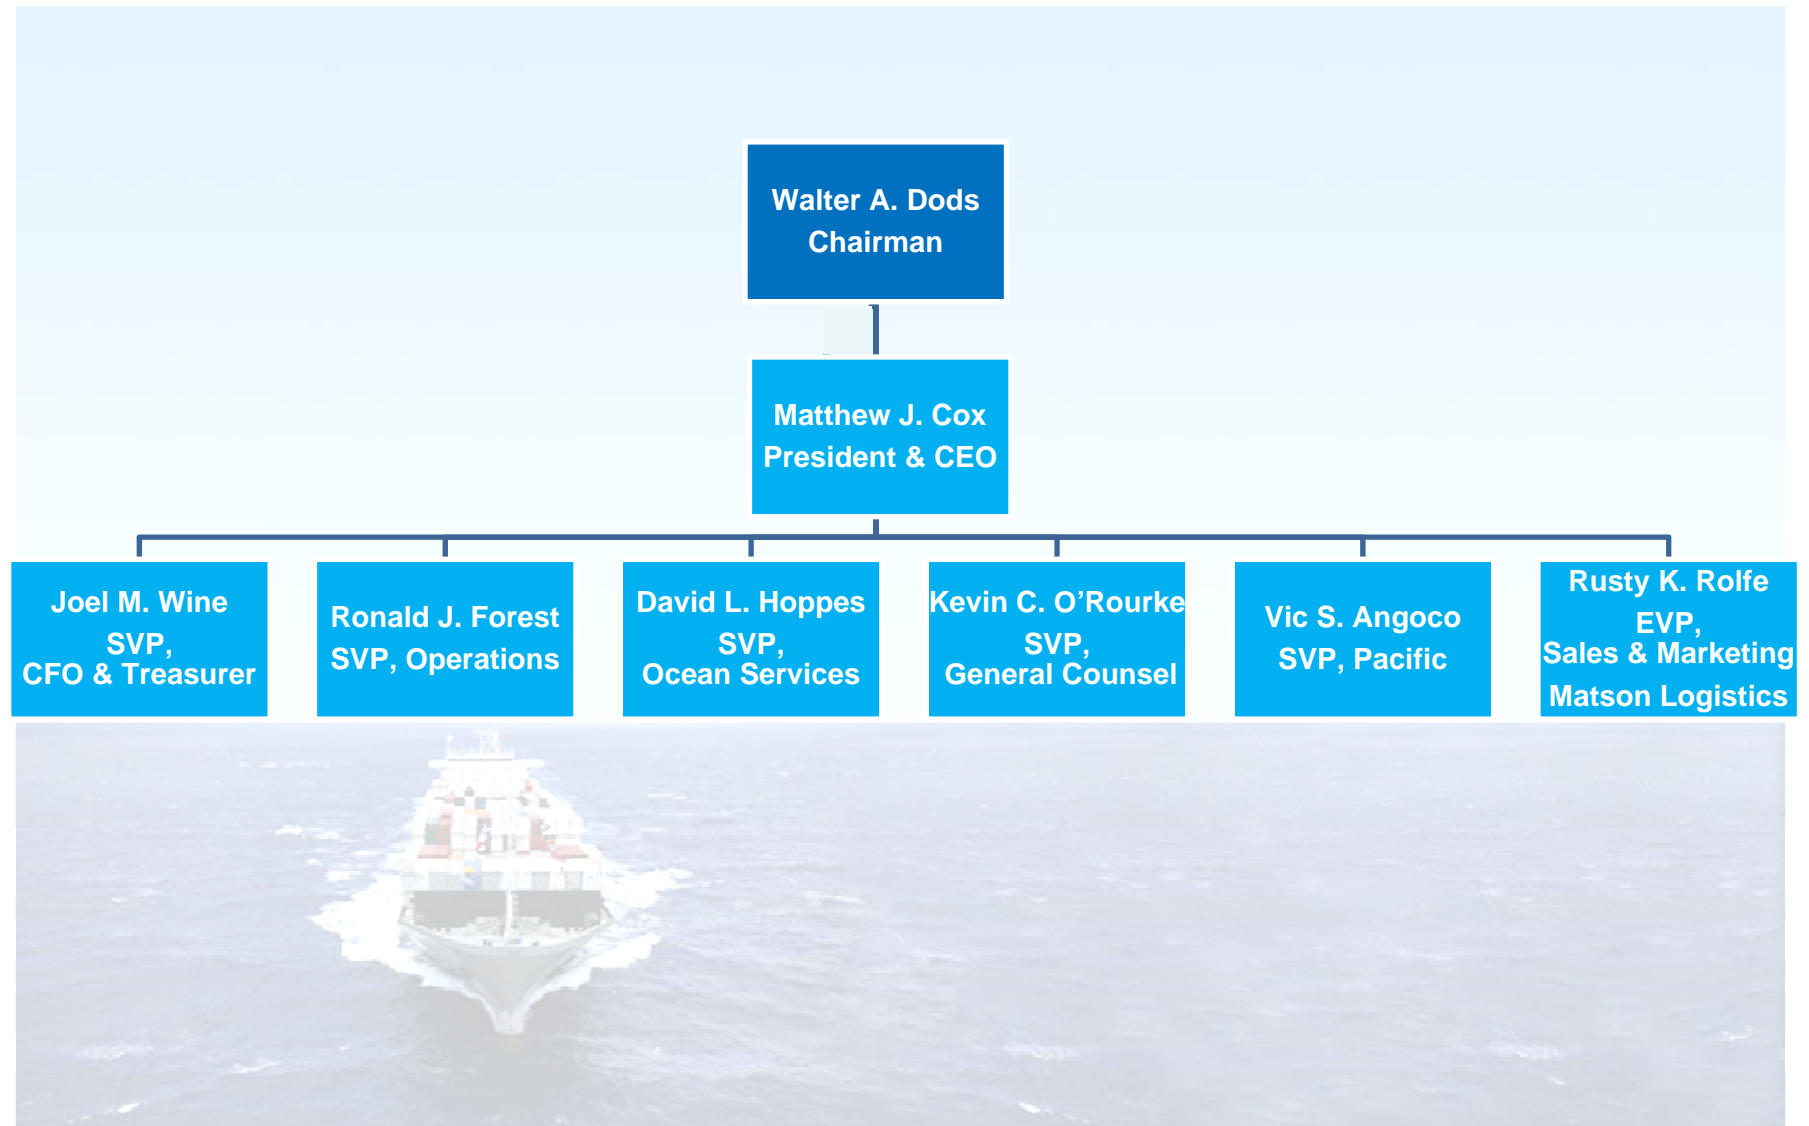 Walter A. Dods
Chairman
Matthew J. Cox
President & CEO
Joel M. Wine
SVP,
CFO & Treasurer
Ronald J. Forest
SVP, Operations
David L. Hoppes
SVP,
Ocean Services
Kevin C. O’Rourke
SVP,
General Counsel
Vic S. Angoco
SVP, Pacific
Rusty K. Rolfe
EVP,
Sales & Marketing
Matson Logistics